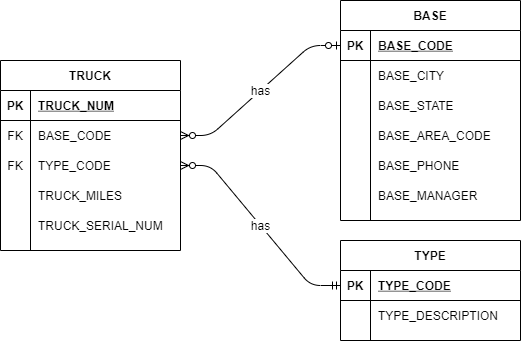 TRUCK
PK TRUCK_NUM
FK BASE_CODE
FK TYPE_CODE
TRUCK_MILES
TRUCK_SERIAL_NUM
has
has
BASE
PK BASE_CODE
BASE_CITY
BASE_STATE
BASE_AREA_CODE
BASE_PHONE
BASE_MANAGER
TYPE
PK TYPE_CODE
TYPE_DESCRIPTION